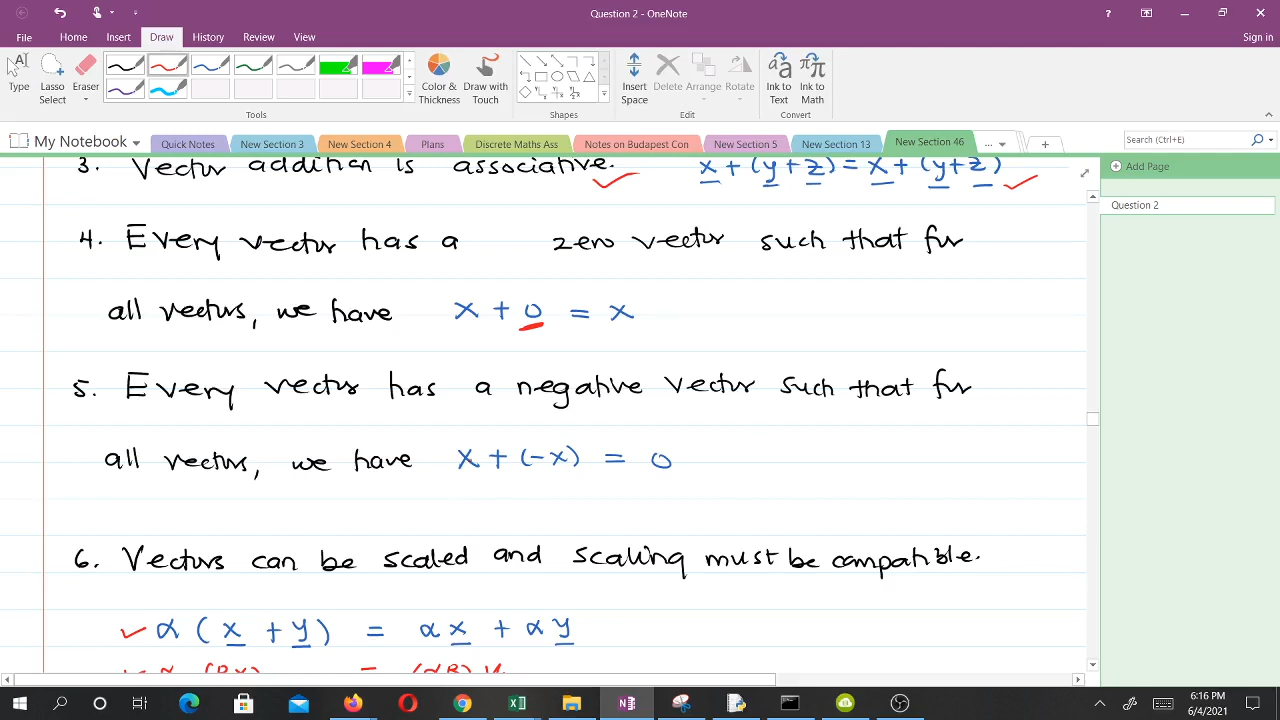 Question 2 - OneNote
Sign in
File Home Insert Draw History Review View
Type Lasso Select Eraser Color & Thickness Draw with Touch Insert Space Delete Arrange Rotate Ink to Text Ink to Math
Tools Shapes Edit Convert
My Notebook Quick Notes New Section 3 New Section 4 Plans Discrete Maths Ass Notes on Budapest Con New Section 5 New Section 13 New Section 46 ... Search (Ctrl+E)
Add Page
Question 2
3. Vector addition is associative. x + (y + z) = x + (y + z)
4. Every vector has a zero vector such that for
all vectors, we have x + 0 = x
5. Every vector has a negative vector such that for
all vectors, we have x + (-x) = 0
6. Vectors can be scaled and scaling must be compatible.
α (x + y) = αx + αy
6:16 PM
6/4/2021